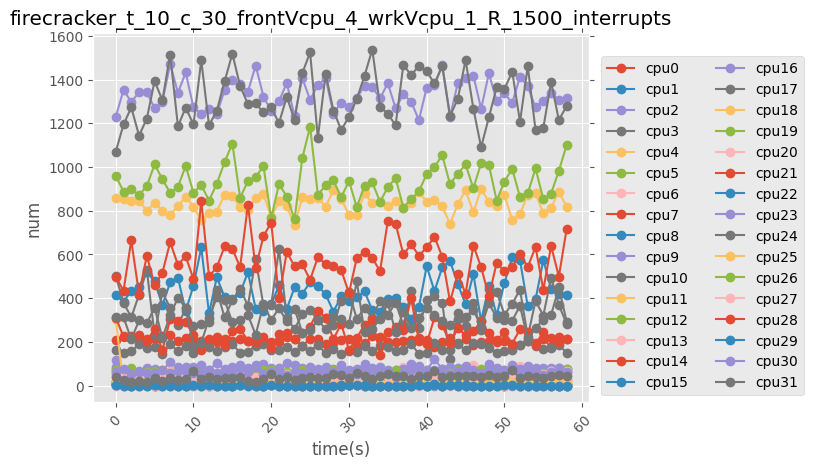 firecracker_t_10_c_30_frontVcpu_4_wrkVcpu_1_R_1500_interrupts
1600
1400
1200
1000
800
600
400
200
0
num
0
10
20
30
40
50
60
time(s)
cpu0
cpu1
cpu2
cpu3
cpu4
cpu5
cpu6
cpu7
cpu8
cpu9
cpu10
cpu11
cpu12
cpu13
cpu14
cpu15
cpu16
cpu17
cpu18
cpu19
cpu20
cpu21
cpu22
cpu23
cpu24
cpu25
cpu26
cpu27
cpu28
cpu29
cpu30
cpu31